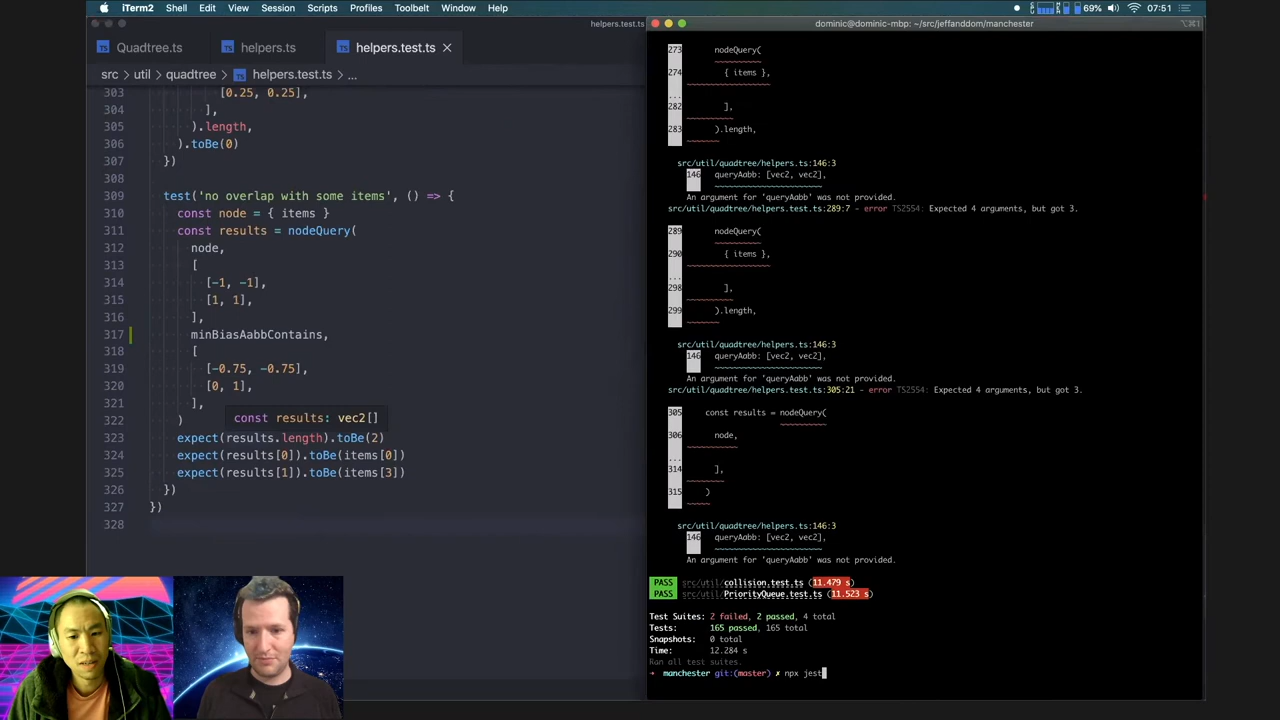 iTerm2 Shell Edit View Session Scripts Profiles Toolbelt Window Help 69% 07:51
helpers.test.ts
dominic@dominic-mbp: ~/src/jeffanddom/manchester
⌥⌘1
TS Quadtree.ts TS helpers.ts TS helpers.test.ts ×
src > util > quadtree > TS helpers.test.ts > ...
303 [0.25, 0.25],
304 ],
305 ).length,
306 ).toBe(0)
307 })
308
309 test('no overlap with some items', () => {
310 const node = { items }
311 const results = nodeQuery(
312 node,
313 [
314 [-1, -1],
315 [1, 1],
316 ],
317 minBiasAabbContains,
318 [
319 [-0.75, -0.75],
320 [0, 1],
321 ],
322 )
const results: vec2[]
323 expect(results.length).toBe(2)
324 expect(results[0]).toBe(items[0])
325 expect(results[1]).toBe(items[3])
326 })
327 })
328
273 nodeQuery(
~~~~~~~~~~
274 { items },
~~~~~~~~~~~~~~~~~~
...
282 ],
~~~~~~~~~~
283 ).length,
~~~~~~~
src/util/quadtree/helpers.ts:146:3
146 queryAabb: [vec2, vec2],
~~~~~~~~~~~~~~~~~~~~~~~
An argument for 'queryAabb' was not provided.
src/util/quadtree/helpers.test.ts:289:7 - error TS2554: Expected 4 arguments, but got 3.
289 nodeQuery(
~~~~~~~~~~
290 { items },
~~~~~~~~~~~~~~~~~~
...
298 ],
~~~~~~~~~~
299 ).length,
~~~~~~~
src/util/quadtree/helpers.ts:146:3
146 queryAabb: [vec2, vec2],
~~~~~~~~~~~~~~~~~~~~~~~
An argument for 'queryAabb' was not provided.
src/util/quadtree/helpers.test.ts:305:21 - error TS2554: Expected 4 arguments, but got 3.
305 const results = nodeQuery(
~~~~~~~~~~
306 node,
~~~~~~~~~~~
...
314 ],
~~~~~~~~
315 )
~~~~~
src/util/quadtree/helpers.ts:146:3
146 queryAabb: [vec2, vec2],
~~~~~~~~~~~~~~~~~~~~~~~
An argument for 'queryAabb' was not provided.
PASS src/util/collision.test.ts (11.479 s)
PASS src/util/PriorityQueue.test.ts (11.523 s)
Test Suites: 2 failed, 2 passed, 4 total
Tests: 165 passed, 165 total
Snapshots: 0 total
Time: 12.284 s
Ran all test suites.
➜ manchester git:(master) ✗ npx jest